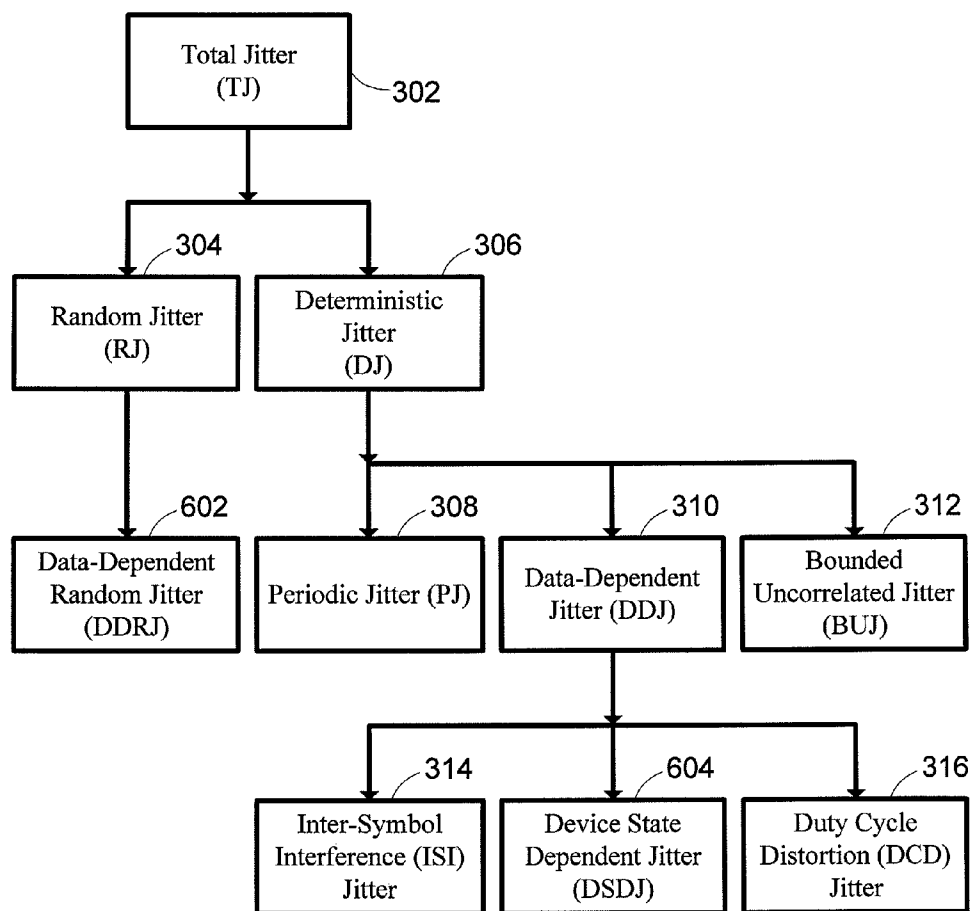 Total Jitter
(TJ)
302
304
306
Random Jitter
(RJ)
Deterministic
Jitter
(DJ)
602
308
310
312
Data-Dependent
Random Jitter
(DDRJ)
Periodic Jitter (PJ)
Data-Dependent
Jitter (DDJ)
Bounded
Uncorrelated Jitter
(BUJ)
314
604
316
Inter-Symbol
Interference (ISI)
Jitter
Device State
Dependent Jitter
(DSDJ)
Duty Cycle
Distortion (DCD)
Jitter